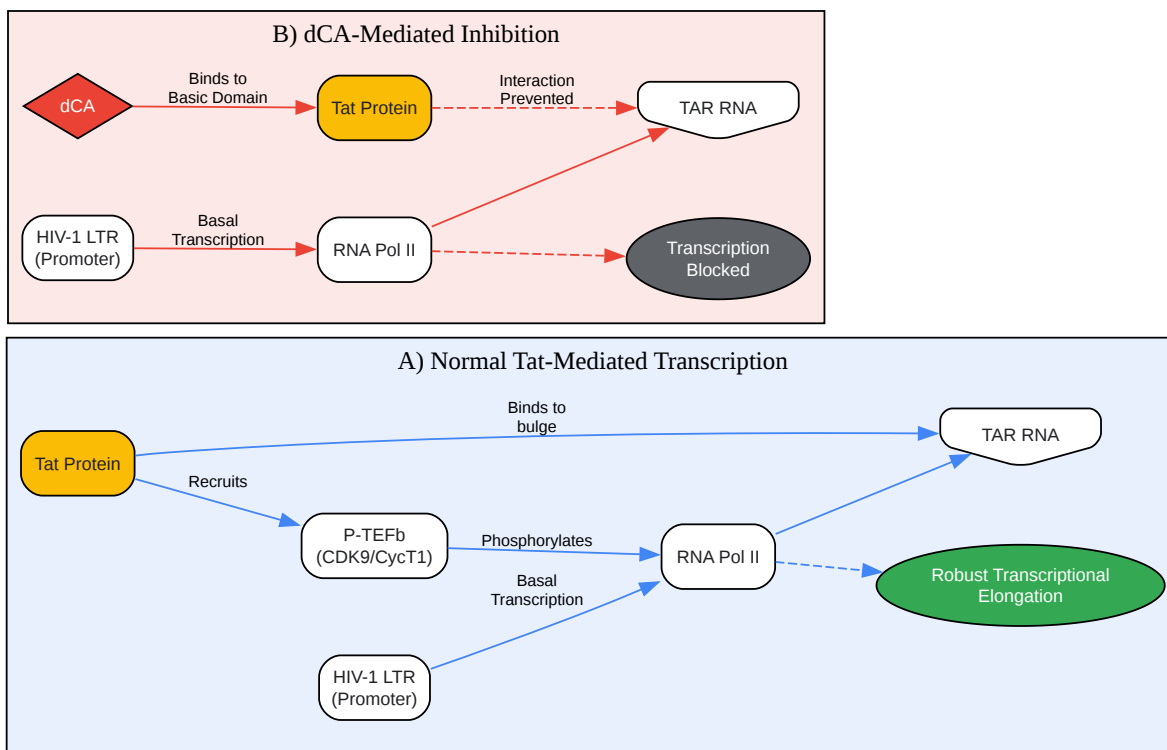 B) dCA-Mediated Inhibition
dCA
Binds to
Basic Domain
Tat Protein
Interaction
Prevented
TAR RNA
HIV-1 LTR
(Promoter)
Basal
Transcription
RNA Pol II
Transcription
Blocked
A) Normal Tat-Mediated Transcription
Tat Protein
Binds to
bulge
TAR RNA
Recruits
P-TEFb
(CDK9/CycT1)
Phosphorylates
RNA Pol II
Robust Transcriptional
Elongation
Basal
Transcription
HIV-1 LTR
(Promoter)